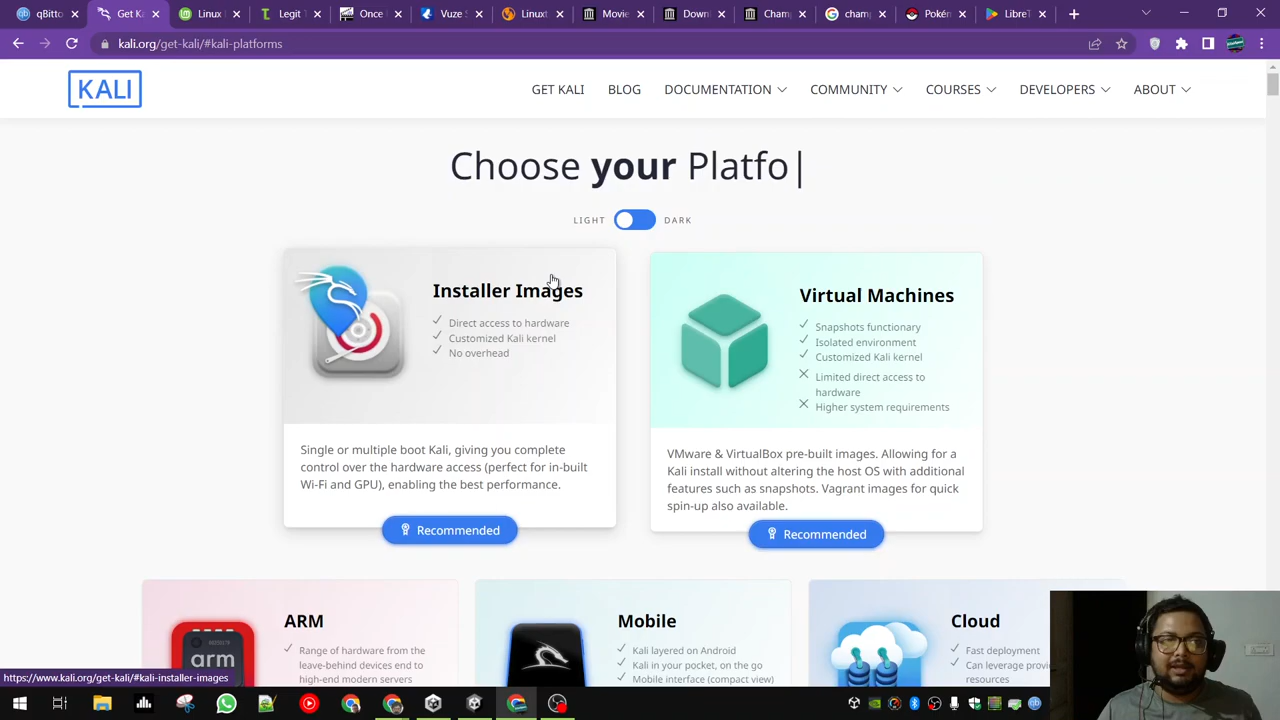 qBitto
Get Ka
Linux
Legit T
Once
Vuze S
Linuxt
Movie
Down
Cham
cham
Poké
LibreT
kali.org/get-kali/#kali-platforms
KALI
GET KALI
BLOG
DOCUMENTATION
COMMUNITY
COURSES
DEVELOPERS
ABOUT
Choose your Platfo|
LIGHT
DARK
Installer Images
Direct access to hardware
Customized Kali kernel
No overhead
Single or multiple boot Kali, giving you complete
control over the hardware access (perfect for in-built
Wi-Fi and GPU), enabling the best performance.
Recommended
Virtual Machines
Snapshots functionary
Isolated environment
Customized Kali kernel
Limited direct access to
hardware
Higher system requirements
VMware & VirtualBox pre-built images. Allowing for a
Kali install without altering the host OS with additional
features such as snapshots. Vagrant images for quick
spin-up also available.
Recommended
ARM
Range of hardware from the
leave-behind devices end to
high-end modern servers
arm
Mobile
Kali layered on Android
Kali in your pocket, on the go
Mobile interface (compact view)
Cloud
Fast deployment
Can leverage provi
resources
https://www.kali.org/get-kali/#kali-installer-images